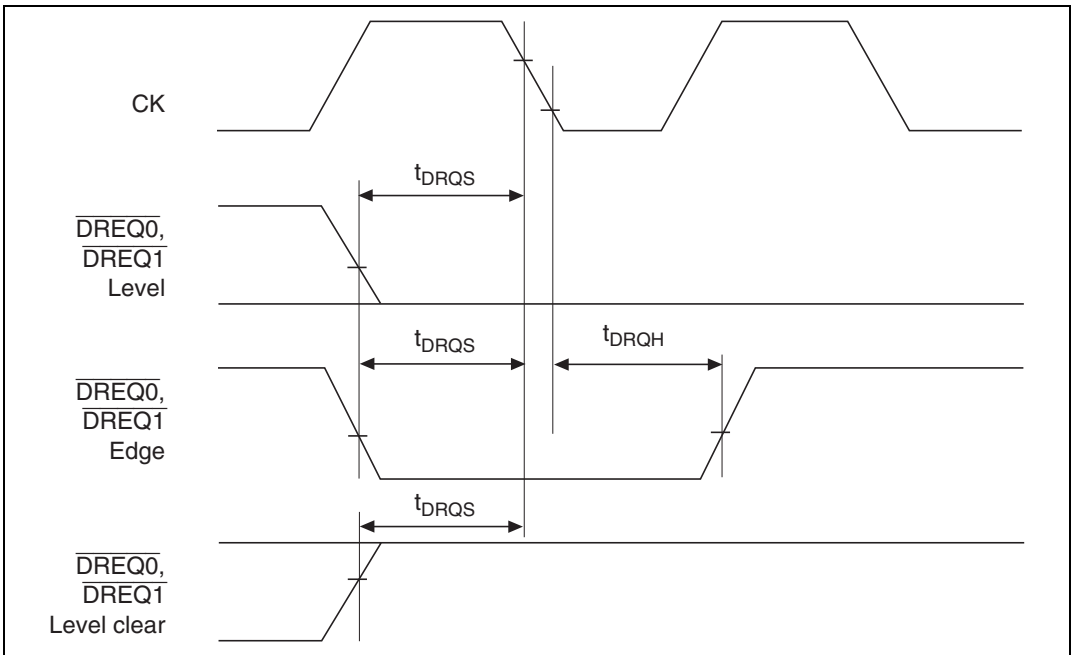 CK
tDRQS
DREQ0,
DREQ1
Level
tDRQS
tDRQH
DREQ0,
DREQ1
Edge
tDRQS
DREQ0,
DREQ1
Level clear